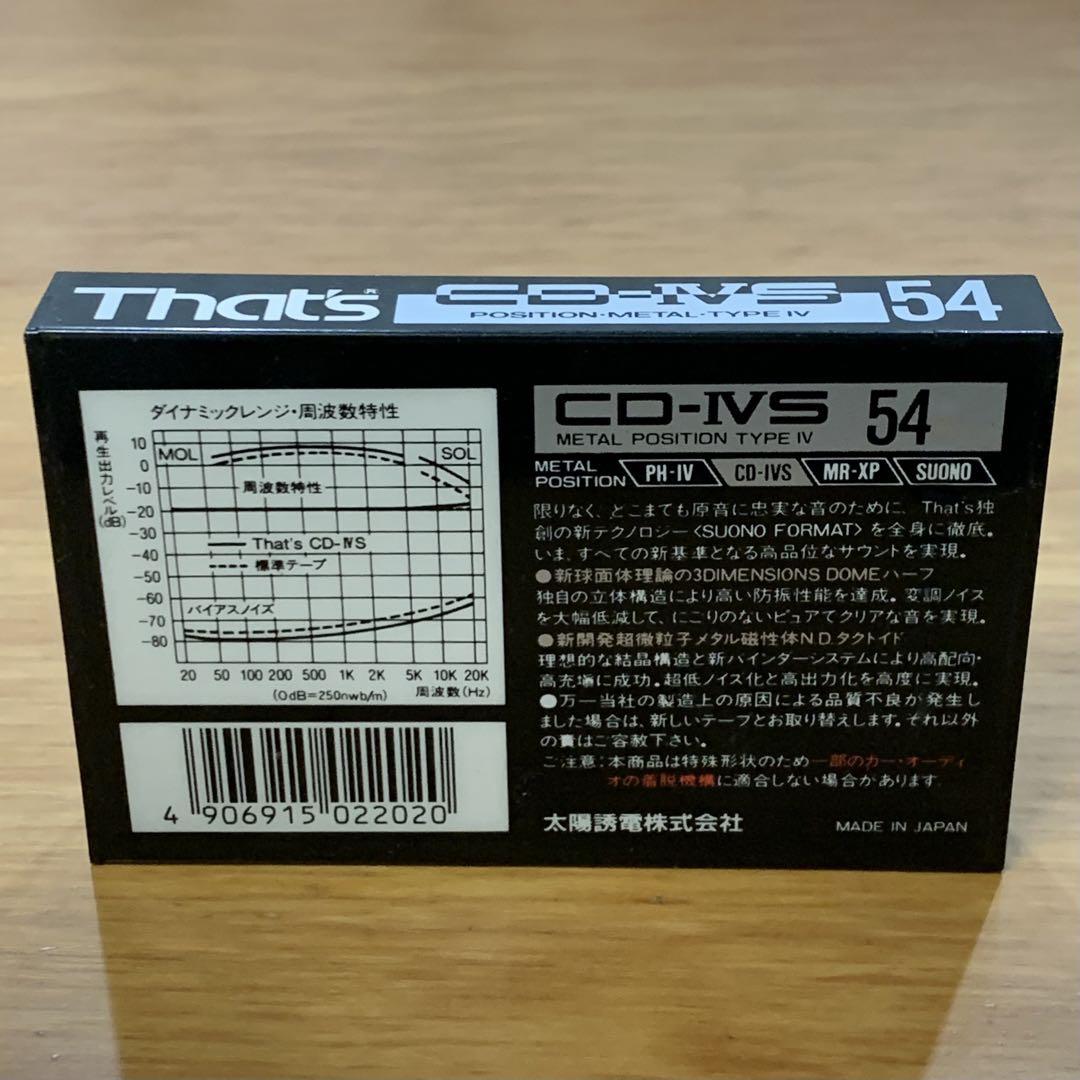 That's® CD-IVS 54
POSITION·METAL·TYPE IV
ダイナミックレンジ・周波数特性
再生出力レベル(dB)
10
0
-10
-20
-30
-40
-50
-60
-70
-80
MOL
SOL
周波数特性
That's CD-IVS
標準テープ
バイアスノイズ
20 50 100 200 500 1K 2K 5K 10K 20K
(0dB=250nwb/m) 周波数(Hz)
4 906915 022020
CD-IVS 54
METAL POSITION TYPE IV
METAL POSITION PH-IV CD-IVS MR-XP SUONO
限りなく、どこまでも原音に忠実な音のために、That's独
創の新テクノロジー〈SUONO FORMAT〉を全身に徹底。
いま、すべての新基準となる高品位なサウンドを実現。
●新球面体理論の3DIMENSIONS DOMEハーフ
独自の立体構造により高い防振性能を達成。変調ノイズ
を大幅低減して、にごりのないピュアでクリアな音を実現。
●新開発超微粒子メタル磁性体N.D.タクトイド
理想的な結晶構造と新バインダーシステムにより高配向・
高充填に成功。超低ノイズ化と高出力化を高度に実現。
●万一当社の製造上の原因による品質不良が発生し
ました場合は、新しいテープとお取り替えします。それ以外
の責はご容赦下さい。
ご注意:本商品は特殊形状のため一部のカー・オーディ
オの着脱機構に適合しない場合があります。
太陽誘電株式会社 MADE IN JAPAN